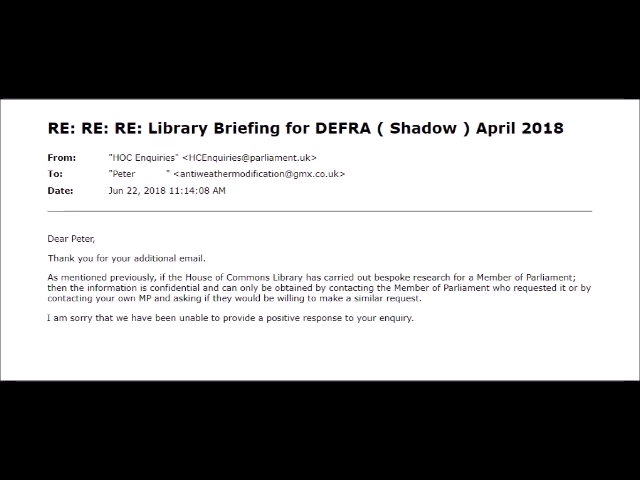 RE: RE: RE: Library Briefing for DEFRA ( Shadow ) April 2018
From: "HOC Enquiries" <HCEnquiries@parliament.uk>
To: "Peter " <antiweathermodification@gmx.co.uk>
Date: Jun 22, 2018 11:14:08 AM
Dear Peter,
Thank you for your additional email.
As mentioned previously, if the House of Commons Library has carried out bespoke research for a Member of Parliament;
then the information is confidential and can only be obtained by contacting the Member of Parliament who requested it or by
contacting your own MP and asking if they would be willing to make a similar request.
I am sorry that we have been unable to provide a positive response to your enquiry.